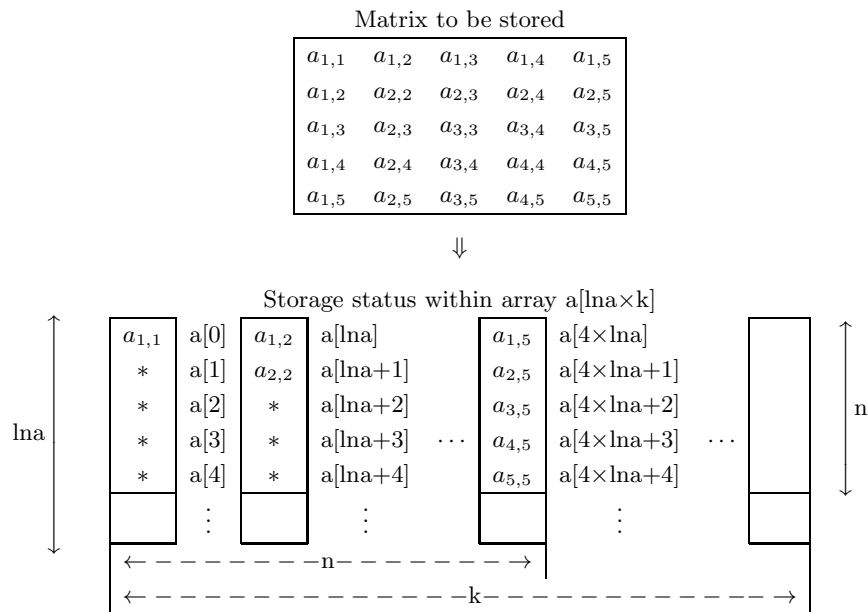 Matrix to be stored
a1,1 a1,2 a1,3 a1,4 a1,5
a1,2 a2,2 a2,3 a2,4 a2,5
a1,3 a2,3 a3,3 a3,4 a3,5
a1,4 a2,4 a3,4 a4,4 a4,5
a1,5 a2,5 a3,5 a4,5 a5,5
⇓
Storage status within array a[lna×k]
a1,1 a[0] a1,2 a[lna] a1,5 a[4×lna]
* a[1] a2,2 a[lna+1] a2,5 a[4×lna+1]
* a[2] * a[lna+2] a3,5 a[4×lna+2] n
lna * a[3] * a[lna+3] ··· a4,5 a[4×lna+3] ···
* a[4] * a[lna+4] a5,5 a[4×lna+4]
⋮ ⋮ ⋮
n
k